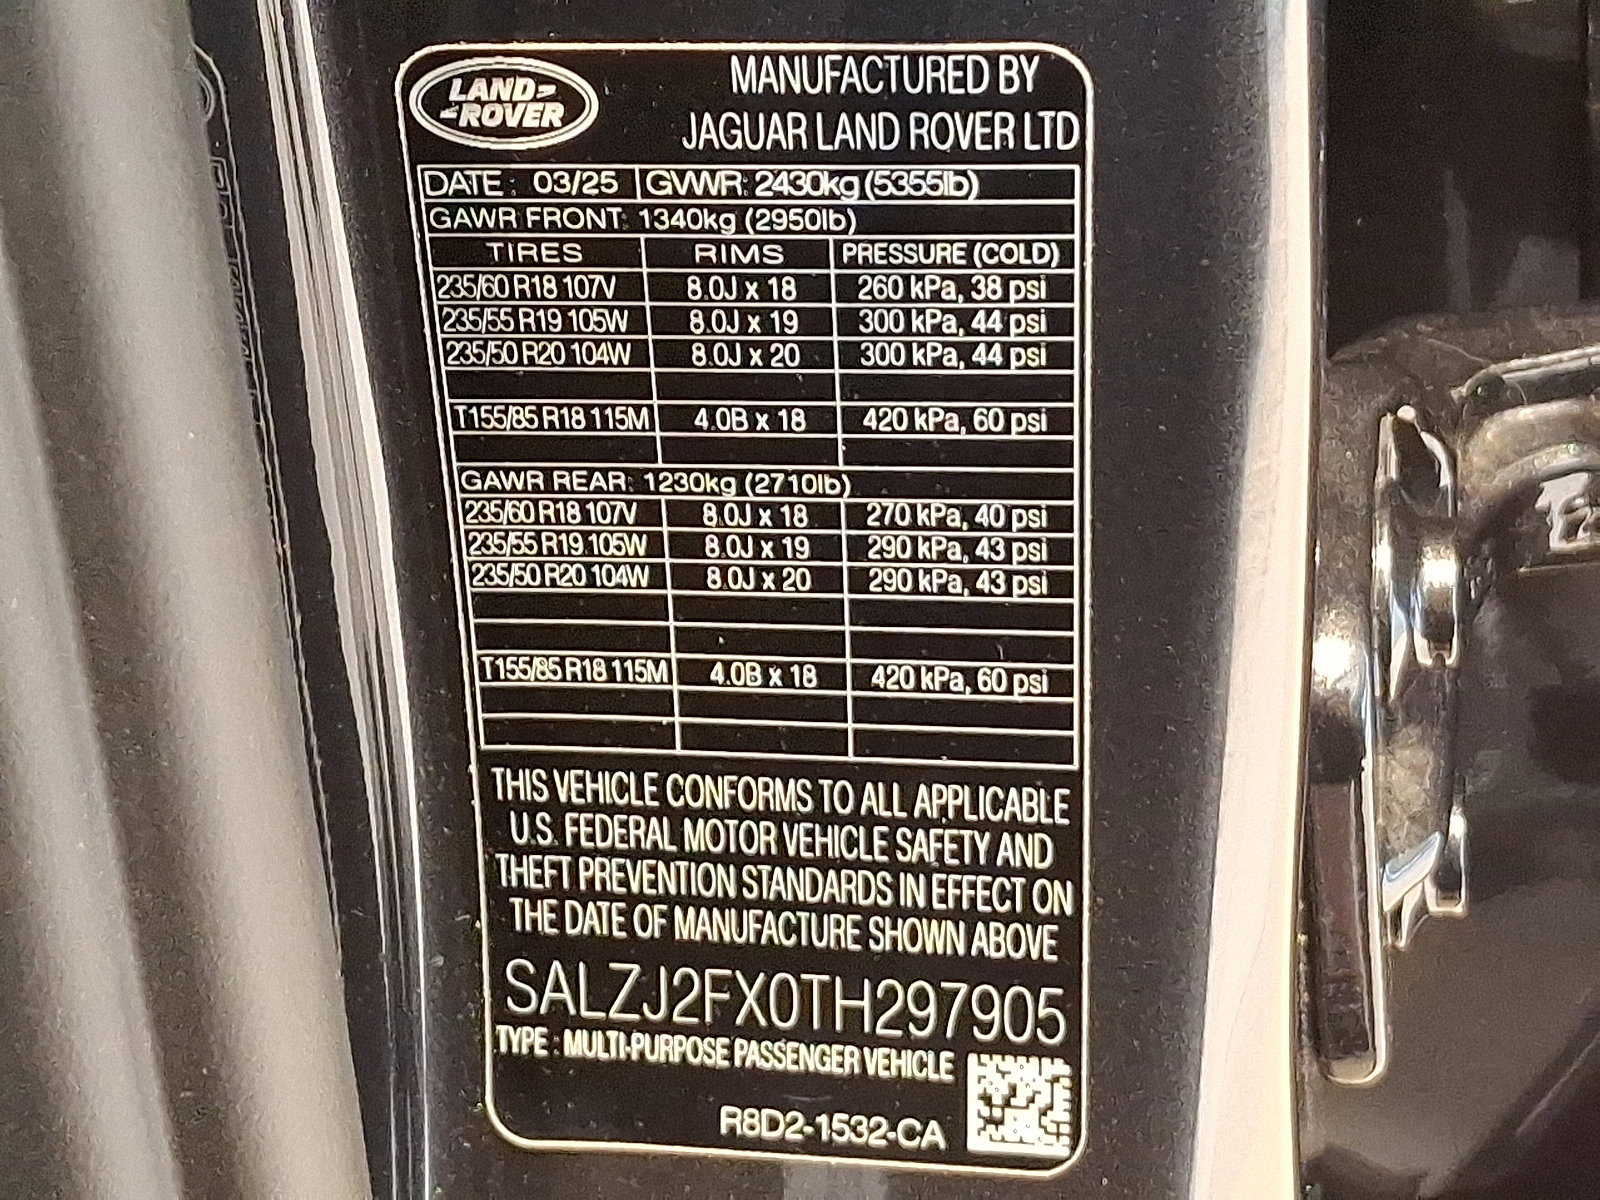 LAND
ROVER
MANUFACTURED BY
JAGUAR LAND ROVER LTD
DATE : 03/25 GVWR: 2430kg (5355lb)
GAWR FRONT: 1340kg (2950lb)
TIRES RIMS PRESSURE (COLD)
235/60 R18 107V 8.0J x 18 260 kPa, 38 psi
235/55 R19 105W 8.0J x 19 300 kPa, 44 psi
235/50 R20 104W 8.0J x 20 300 kPa, 44 psi
T155/85 R18 115M 4.0B x 18 420 kPa, 60 psi
GAWR REAR: 1230kg (2710lb)
235/60 R18 107V 8.0J x 18 270 kPa, 40 psi
235/55 R19 105W 8.0J x 19 290 kPa, 43 psi
235/50 R20 104W 8.0J x 20 290 kPa, 43 psi
T155/85 R18 115M 4.0B x 18 420 kPa, 60 psi
THIS VEHICLE CONFORMS TO ALL APPLICABLE
U.S. FEDERAL MOTOR VEHICLE SAFETY AND
THEFT PREVENTION STANDARDS IN EFFECT ON
THE DATE OF MANUFACTURE SHOWN ABOVE
SALZJ2FX0TH297905
TYPE : MULTI-PURPOSE PASSENGER VEHICLE
R8D2-1532-CA